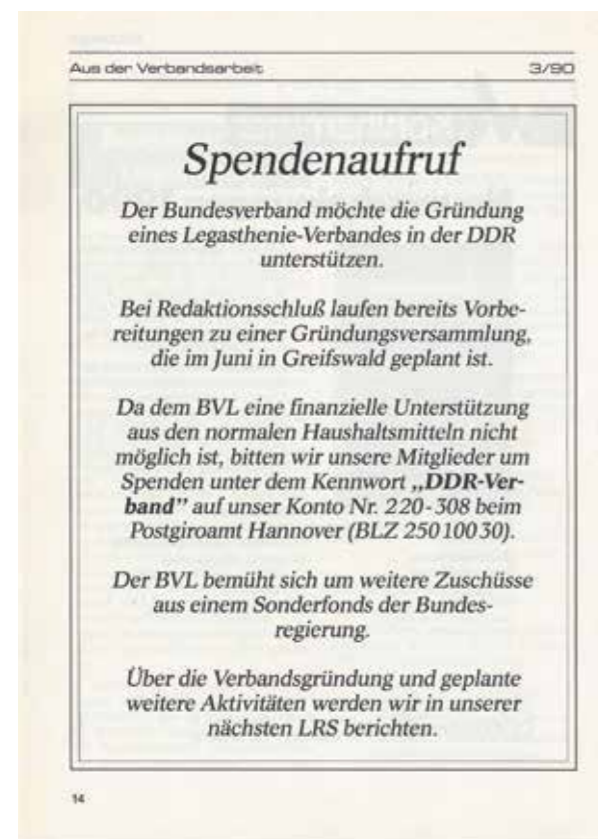 Aus der Verbandsarbeit 3/90
Spendenaufruf
Der Bundesverband möchte die Gründung
eines Legasthenie-Verbandes in der DDR
unterstützen.
Bei Redaktionsschluß laufen bereits Vorbe-
reitungen zu einer Gründungsversammlung,
die im Juni in Greifswald geplant ist.
Da dem BVL eine finanzielle Unterstützung
aus den normalen Haushaltsmitteln nicht
möglich ist, bitten wir unsere Mitglieder um
Spenden unter dem Kennwort „DDR-Ver-
band” auf unser Konto Nr. 220-308 beim
Postgiroamt Hannover (BLZ 250 100 30).
Der BVL bemüht sich um weitere Zuschüsse
aus einem Sonderfonds der Bundes-
regierung.
Über die Verbandsgründung und geplante
weitere Aktivitäten werden wir in unserer
nächsten LRS berichten.
14